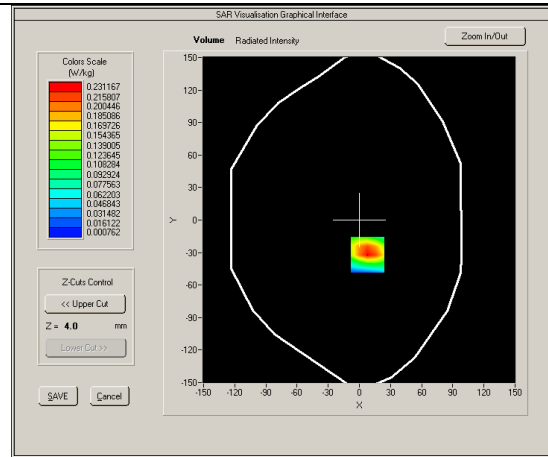 SAR Visualisation Graphical Interface
Volume Radiated Intensity
Zoom In/Out
Colors Scale
(W/kg)
0.231167
0.215807
0.200446
0.185086
0.169726
0.154365
0.139005
0.123645
0.108284
0.092924
0.077563
0.062203
0.046843
0.031482
0.016122
0.000762
Z-Cuts Control
<< Upper Cut
Z = 4.0 mm
Lower Cut >>
SAVE Cancel
150
120
90
60
30
0
-30
-60
-90
-120
-150
Y
-150 -120 -90 -60 -30 0 30 60 90 120 150
X